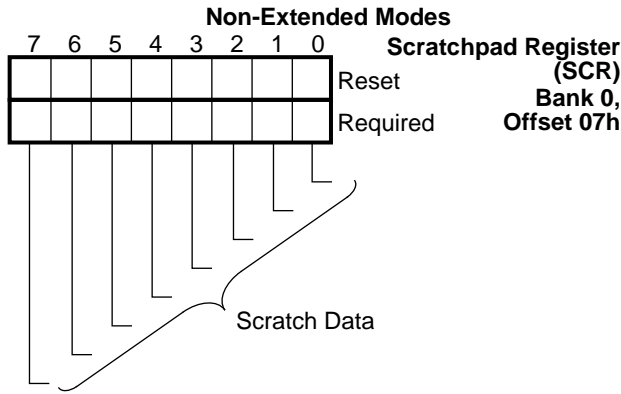 Non-Extended Modes
7 6 5 4 3 2 1 0
Scratchpad Register
(SCR)
Bank 0,
Offset 07h
Reset
Required
Scratch Data